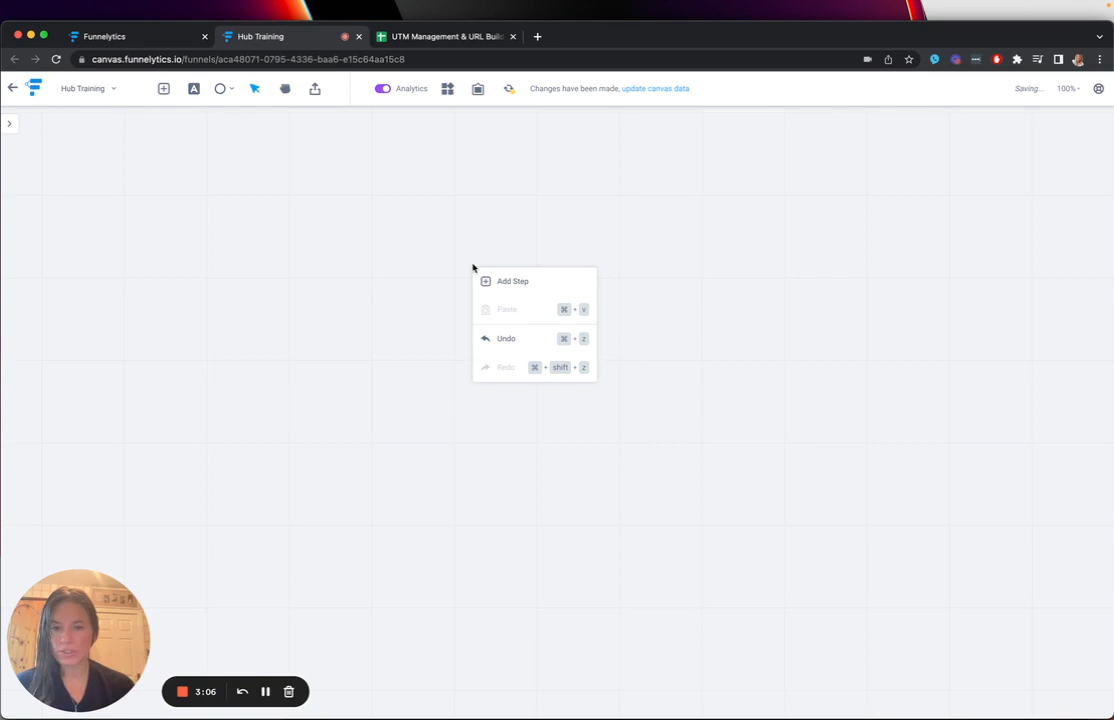 Funnelytics
Hub Training
UTM Management & URL Build
canvas.funnelytics.io/funnels/aca48071-0795-4336-baa6-e15c64aa15c8
Hub Training
Analytics
Changes have been made, update canvas data
Saving...
100%
Add Step
Paste ⌘ + v
Undo ⌘ + z
Redo ⌘ + shift + z
3:06